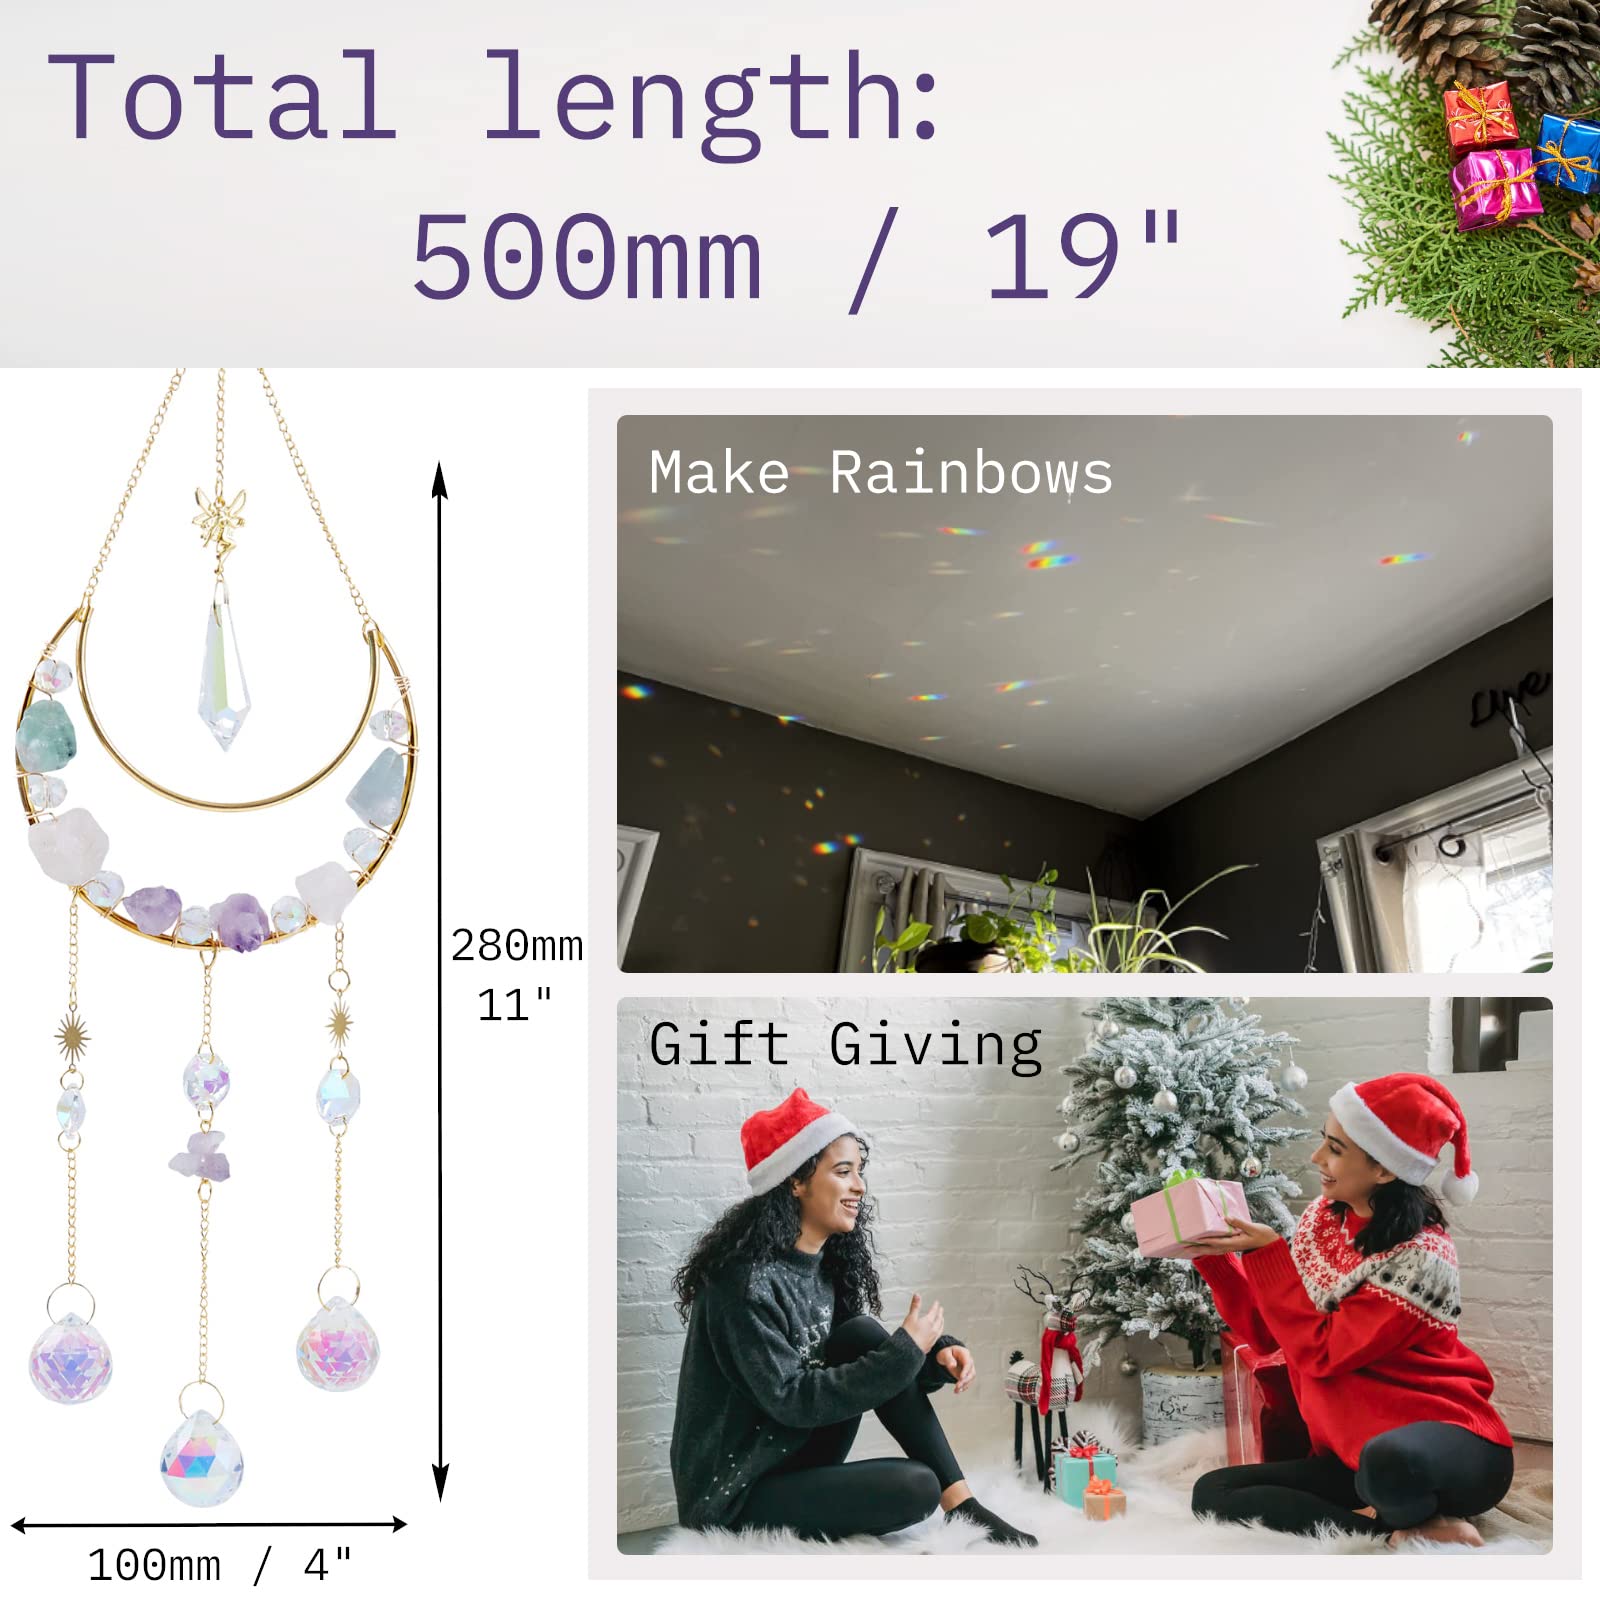 Total length:
500mm / 19"
Make Rainbows
280mm
11"
Gift Giving
100mm / 4"